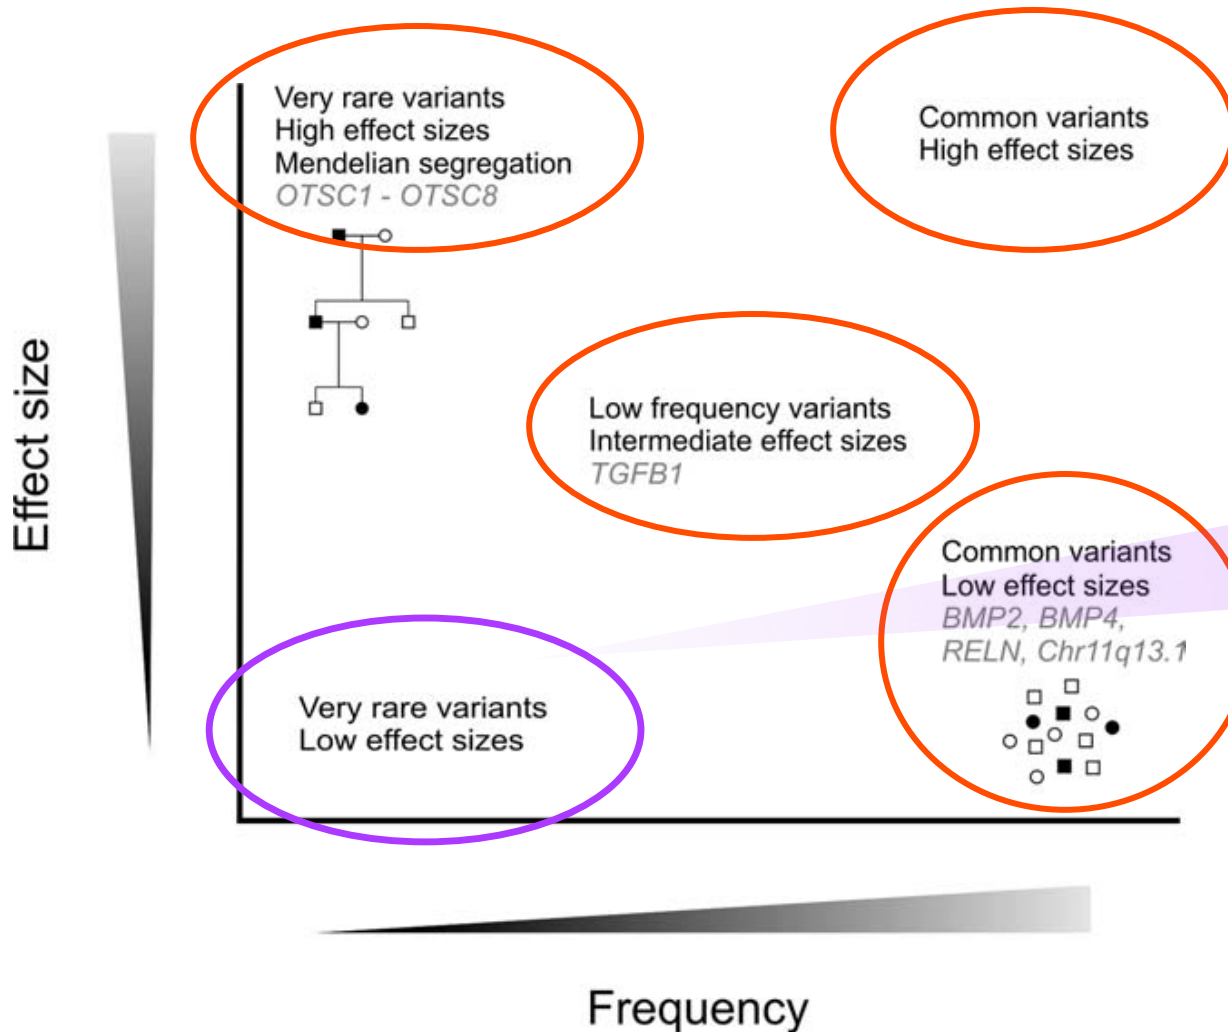 Very rare variants
High effect sizes
Mendelian segregation
OTSC1 - OTSC8
Common variants
High effect sizes
Effect size
Low frequency variants
Intermediate effect sizes
TGFB1
Common variants
Low effect sizes
BMP2, BMP4,
RELN, Chr11q13.1
Very rare variants
Low effect sizes
Frequency